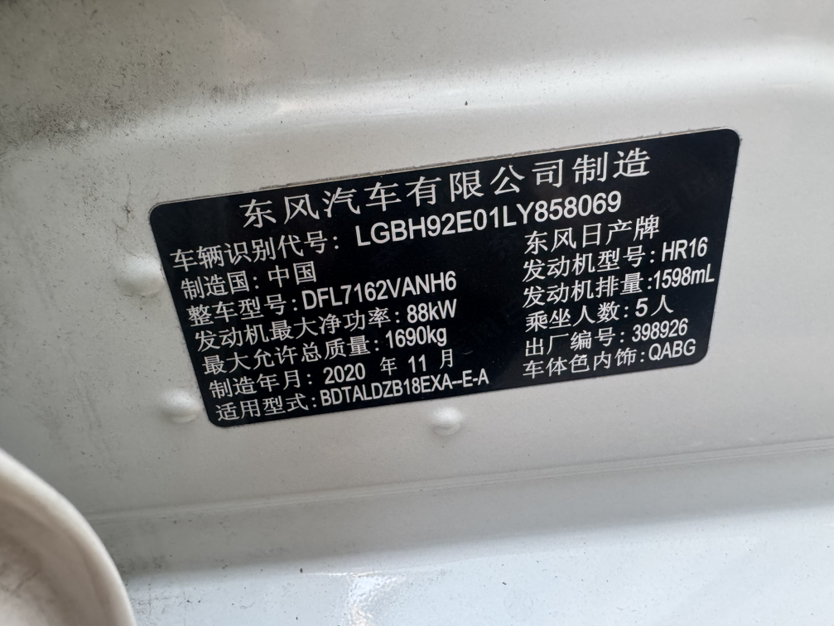 东风汽车有限公司制造
车辆识别代号: LGBH92E01LY858069
制造国: 中国 东风日产牌
整车型号: DFL7162VANH6 发动机型号: HR16
发动机最大净功率: 88kW 发动机排量: 1598mL
最大允许总质量: 1690kg 乘坐人数: 5人
制造年月: 2020 年 11 月 出厂编号: 398926
适用型式: BDTALDZB18EXA--E-A 车体色内饰: QABG